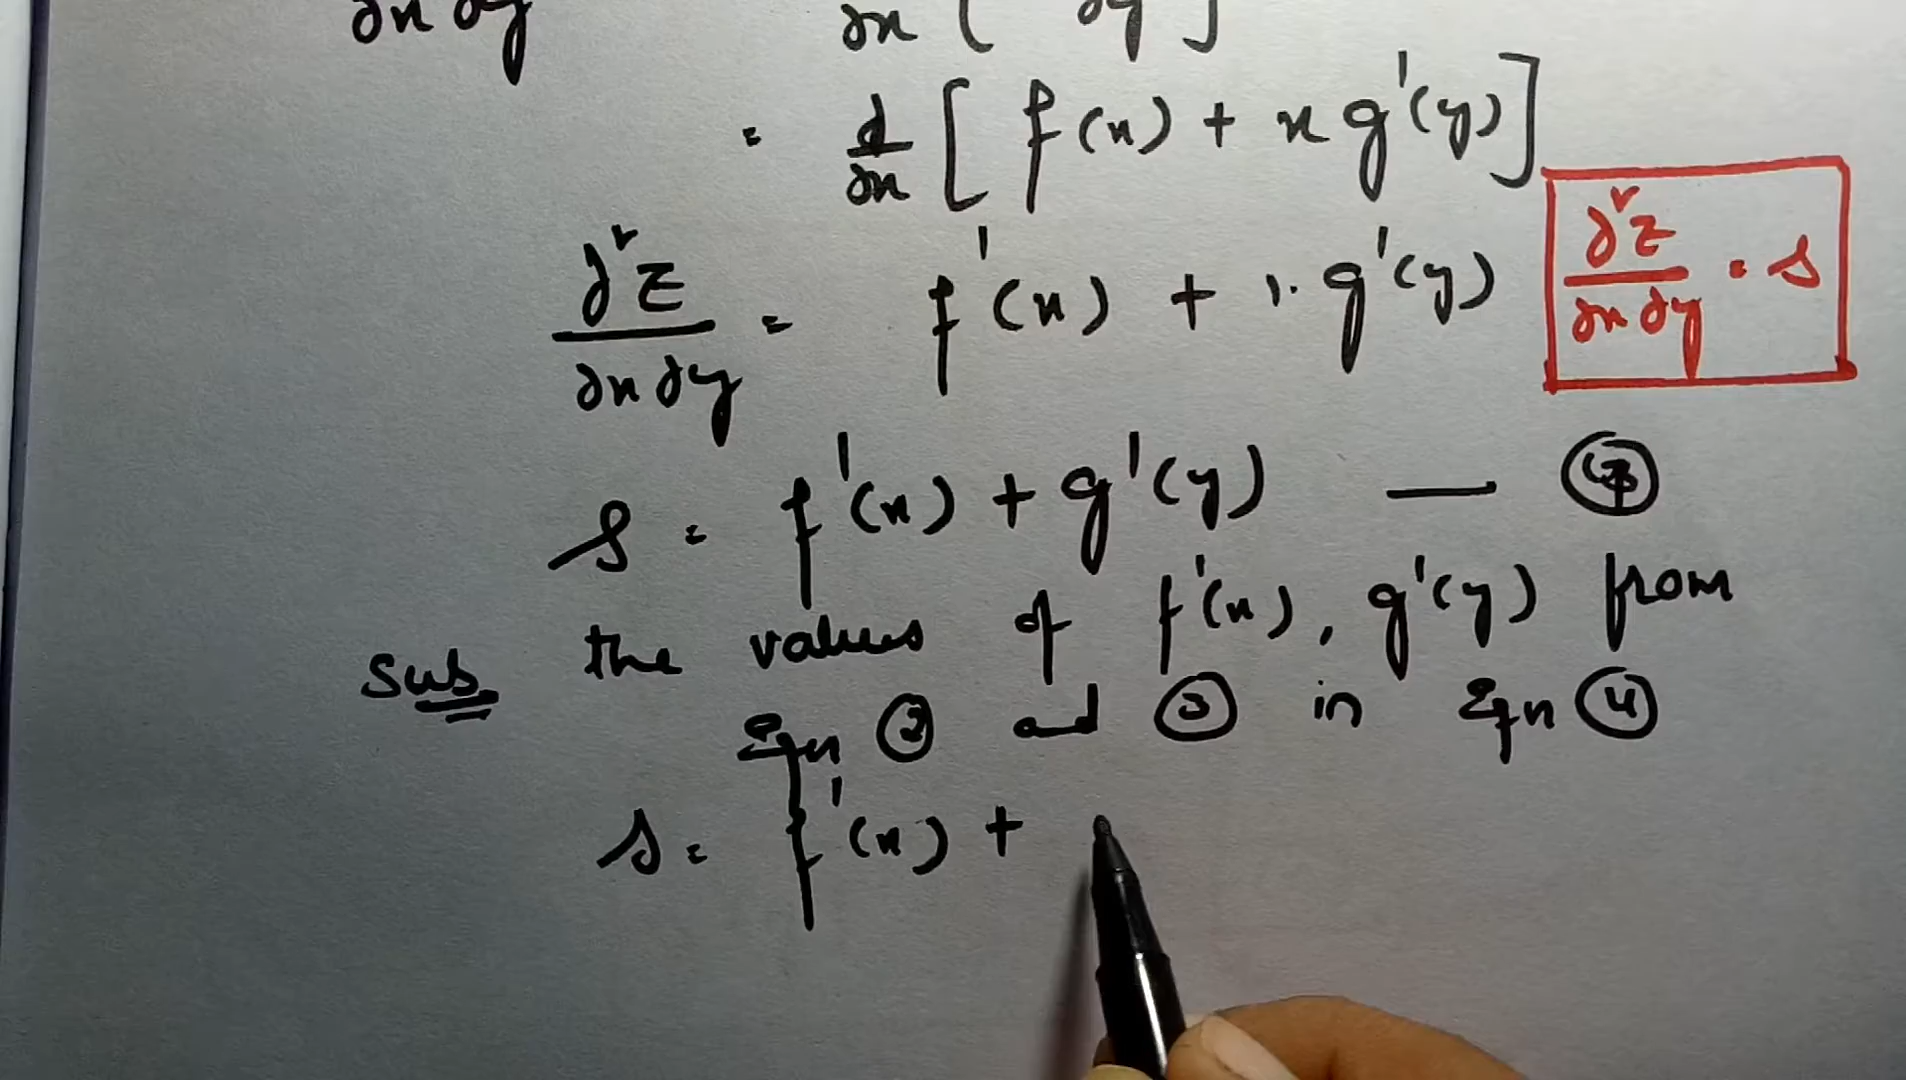 ∂x ∂y ∂x [ ∂y ]
= ∂/∂x [ f(x) + x g'(y) ]
∂²z/∂x∂y = f'(x) + 1. g'(y)
∂²z/∂x∂y = s
s = f'(x) + g'(y) — ④
Sub the values of f'(x), g'(y) from
Eqn ② and ③ in Eqn ④
s = f'(x) +